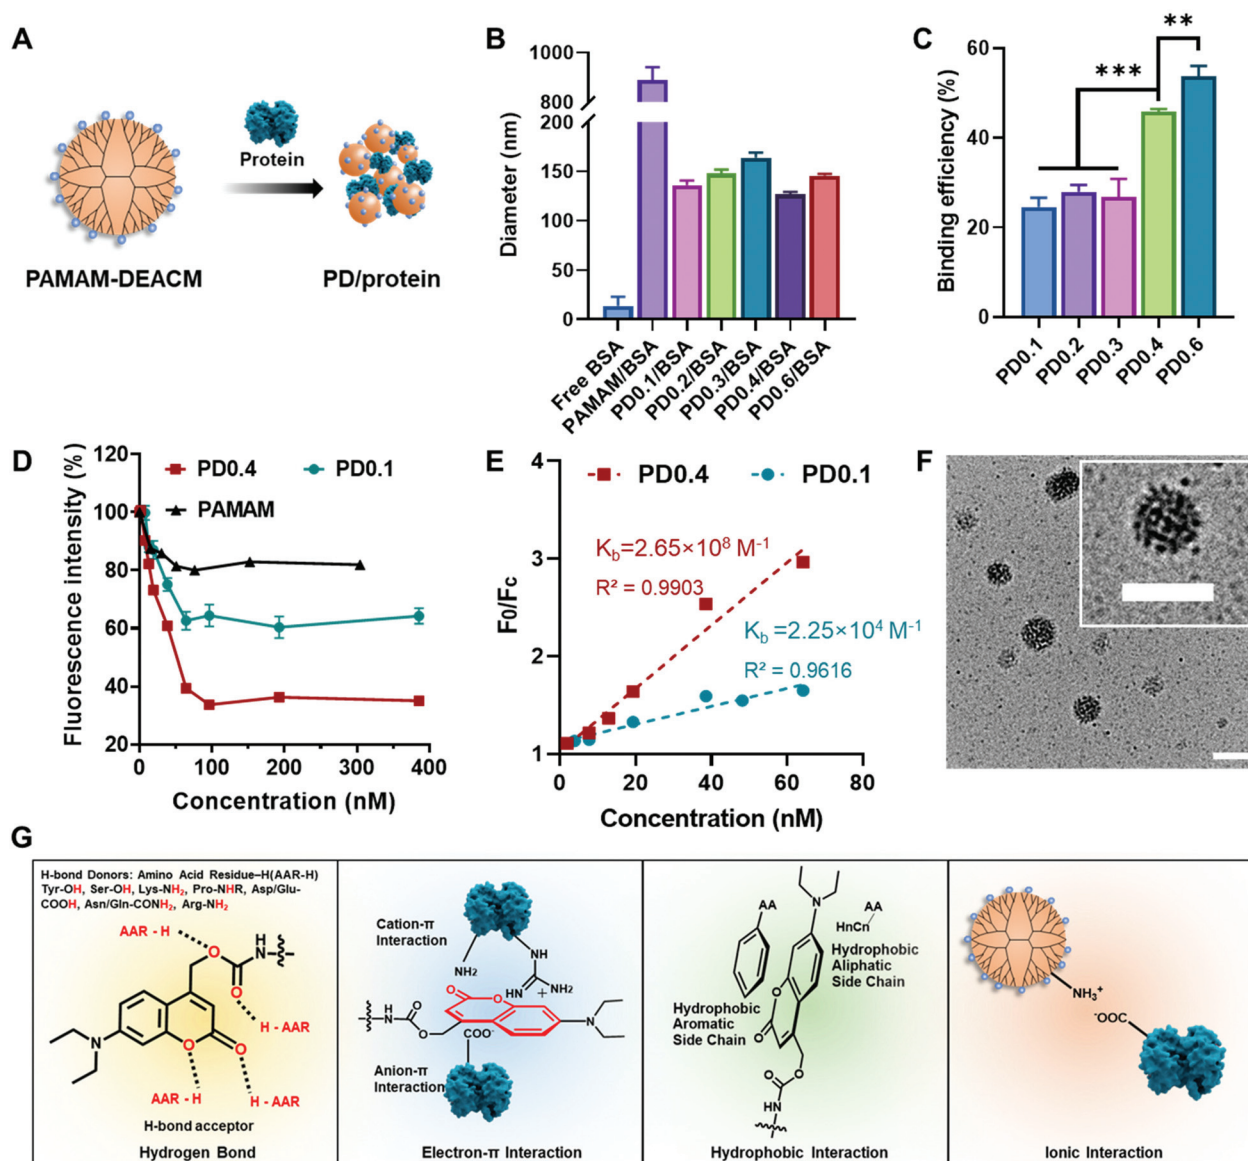 A
Protein
PAMAM-DEACM
PD/protein
B
Diameter (nm)
1000
800
200
150
100
50
0
Free BSA
PAMAM/BSA
PD0.1/BSA
PD0.2/BSA
PD0.3/BSA
PD0.4/BSA
PD0.6/BSA
C
Binding efficiency (%)
60
40
20
0
***
**
PD0.1
PD0.2
PD0.3
PD0.4
PD0.6
D
Fluorescence intensity (%)
120
100
80
60
40
20
PD0.4
PD0.1
PAMAM
0
100
200
300
400
Concentration (nM)
E
F₀/Fc
4
3
2
1
PD0.4
PD0.1
K_b=2.65×10⁸ M⁻¹
R² = 0.9903
K_b=2.25×10⁴ M⁻¹
R² = 0.9616
0
20
40
60
80
Concentration (nM)
F
G
H-bond Donors: Amino Acid Residue–H(AAR-H)
Tyr-OH, Ser-OH, Lys-NH₂, Pro-NHR, Asp/Glu-
COOH, Asn/Gln-CONH₂, Arg-NH₂
AAR - H
O
H
N
O
H - AAR
N
O
O
AAR - H
H - AAR
H-bond acceptor
Hydrogen Bond
Cation-π
Interaction
NH₂
NH
HN
NH₂
+
O
O
H
N
O
O
N
COO⁻
Anion-π
Interaction
Electron-π Interaction
AA
N
AA
HnCn
Hydrophobic
Aliphatic
Side Chain
Hydrophobic
Aromatic
Side Chain
O
O
O
O
NH
Hydrophobic Interaction
NH₃⁺
⁻OOC
Ionic Interaction